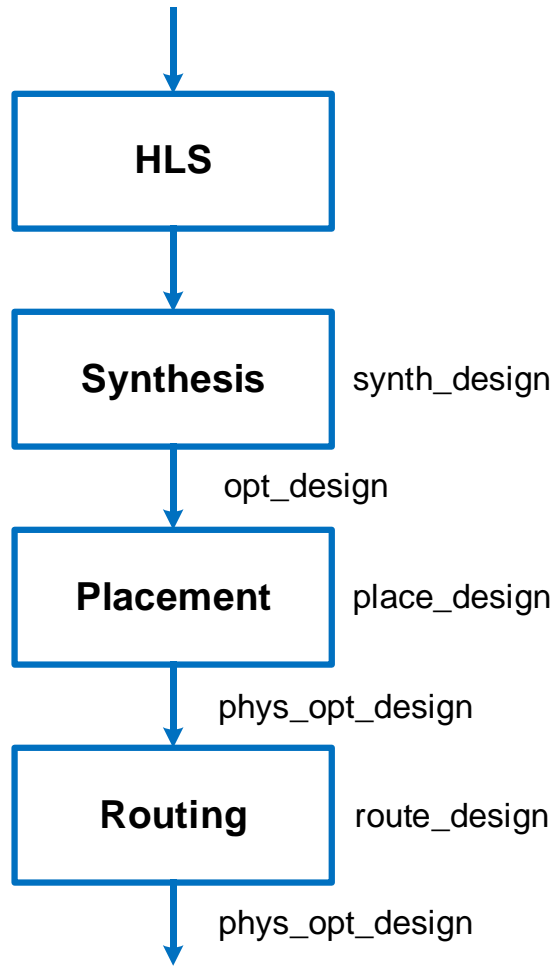 HLS
Synthesis
synth_design
opt_design
Placement
place_design
phys_opt_design
Routing
route_design
phys_opt_design